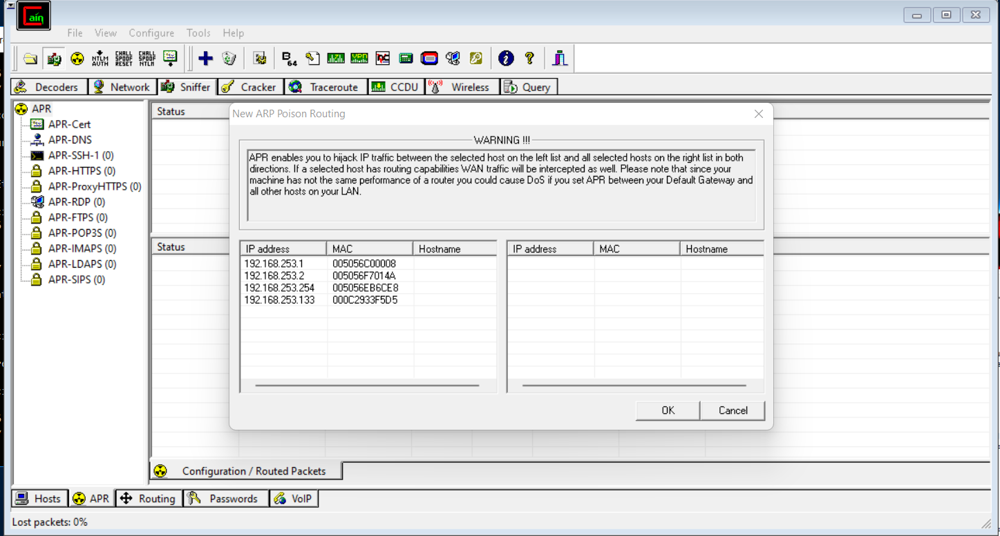 Cain
File View Configure Tools Help
NTLM AUTH CHALL SPOOF RESET CHALL SPOOF NTLM B 64
Decoders Network Sniffer Cracker Traceroute CCDU Wireless Query
APR
APR-Cert
APR-DNS
APR-SSH-1 (0)
APR-HTTPS (0)
APR-ProxyHTTPS (0)
APR-RDP (0)
APR-FTPS (0)
APR-POP3S (0)
APR-IMAPS (0)
APR-LDAPS (0)
APR-SIPS (0)
Status
Status
New ARP Poison Routing
WARNING !!!
APR enables you to hijack IP traffic between the selected host on the left list and all selected hosts on the right list in both
directions. If a selected host has routing capabilities WAN traffic will be intercepted as well. Please note that since your
machine has not the same performance of a router you could cause DoS if you set APR between your Default Gateway and
all other hosts on your LAN.
IP address MAC Hostname
192.168.253.1 005056C00008
192.168.253.2 005056F7014A
192.168.253.254 005056EB6CE8
192.168.253.133 000C2933F5D5
IP address MAC Hostname
OK Cancel
Configuration / Routed Packets
Hosts APR Routing Passwords VoIP
Lost packets: 0%